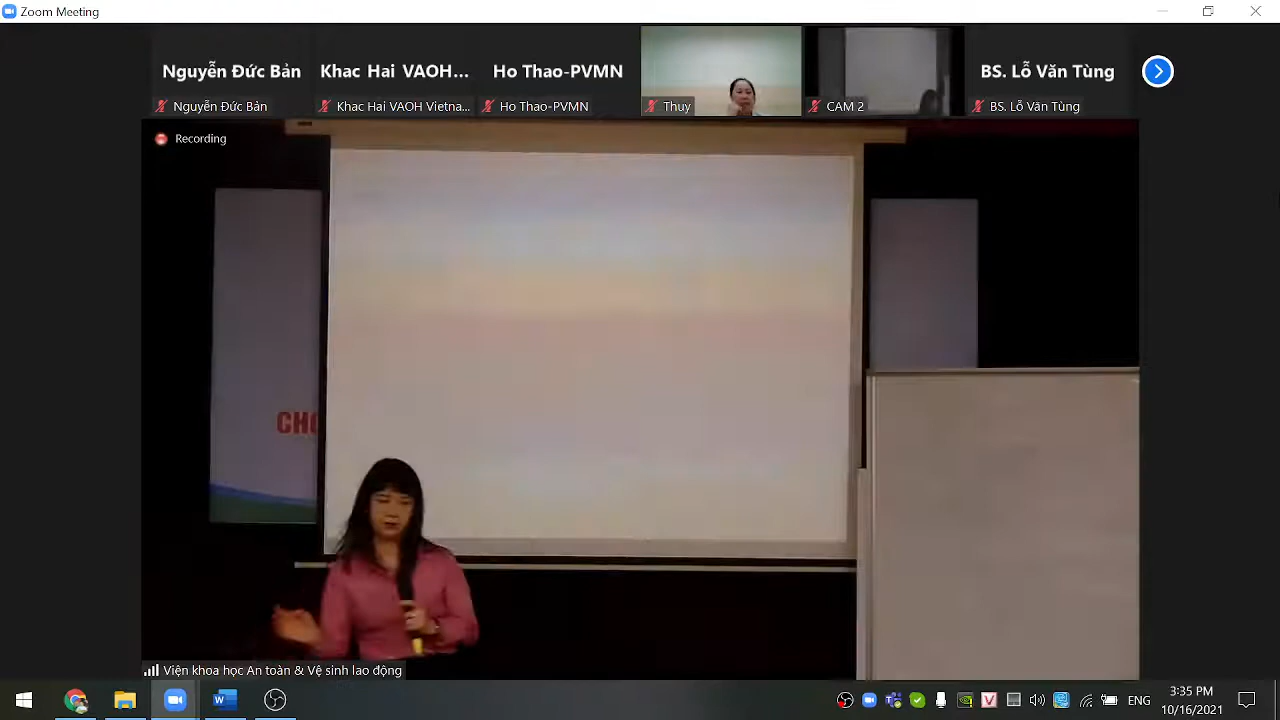 Zoom Meeting
Nguyễn Đức Bản
Khac Hai VAOH...
Ho Thao-PVMN
BS. Lỗ Văn Tùng
Nguyễn Đức Bản
Khac Hai VAOH Vietna...
Ho Thao-PVMN
Thuy
CAM 2
BS. Lỗ Văn Tùng
Recording
CHO
Viện khoa học An toàn & Vệ sinh lao động
ENG
3:35 PM
10/16/2021